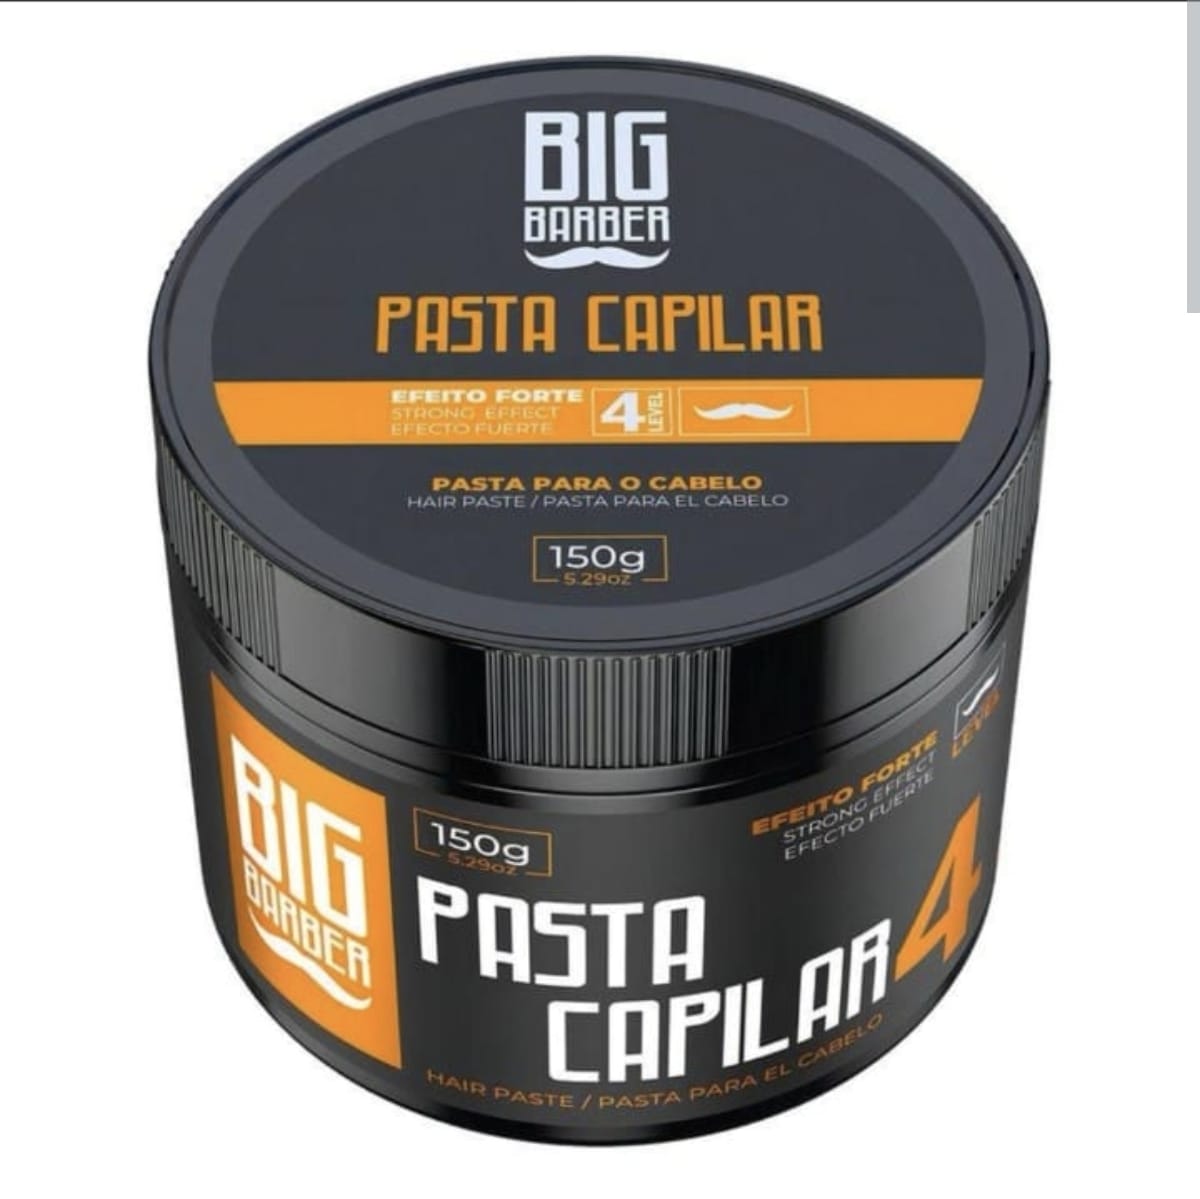 BIG
BARBER
PASTA CAPILAR
EFEITO FORTE
STRONG EFFECT
EFECTO FUERTE
4 LEVEL
PASTA PARA O CABELO
HAIR PASTE / PASTA PARA EL CABELO
150g
5.29oz
BIG
BARBER
150g
5.29oz
EFEITO FORTE
STRONG EFFECT
EFECTO FUERTE
LEVEL
4
PASTA
CAPILAR
HAIR PASTE / PASTA PARA EL CABELO